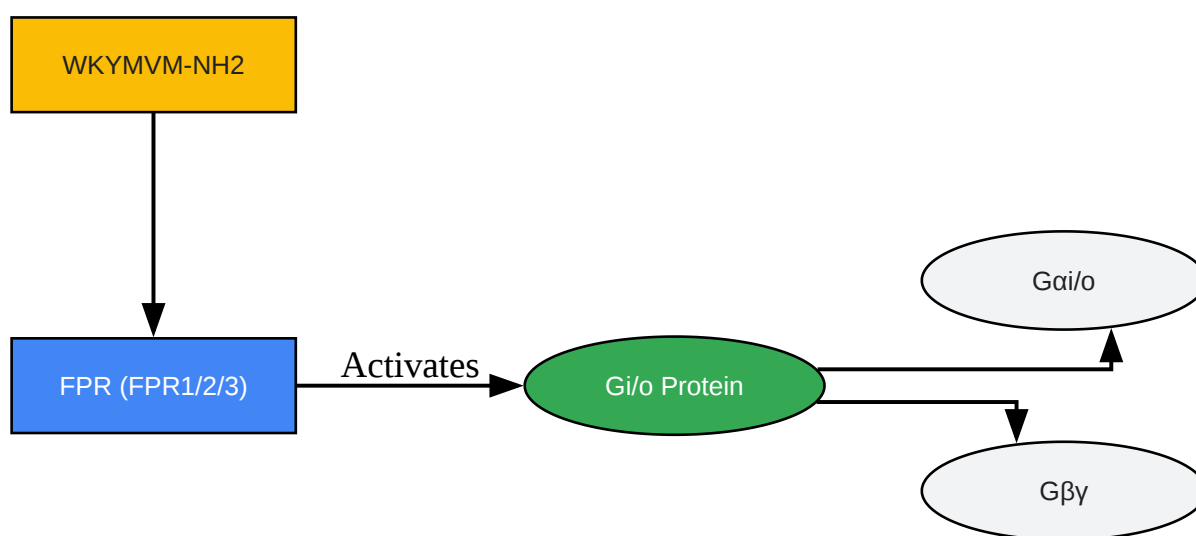 WKYMVM-NH2
FPR (FPR1/2/3)
Activates
Gi/o Protein
Gαi/o
Gβγ